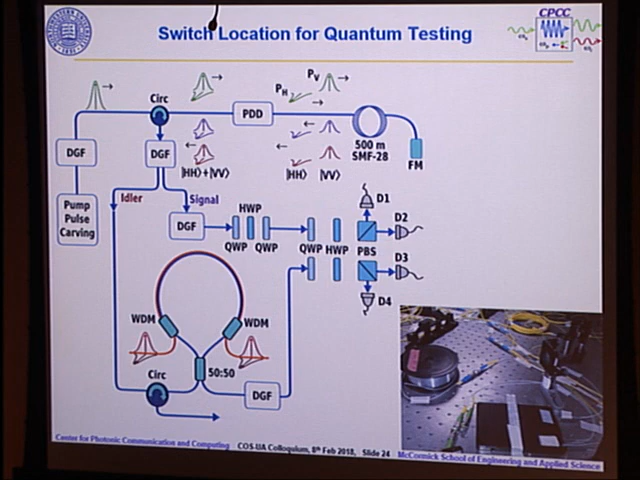 Switch Location for Quantum Testing
CPCC
Circ
P_H
P_V
PDD
500 m
SMF-28
FM
DGF
DGF
|HH⟩+|VV⟩
|HH⟩
|VV⟩
Idler
Signal
Pump
Pulse
Carving
DGF
HWP
QWP
QWP
QWP
HWP
PBS
D1
D2
D3
D4
WDM
WDM
50:50
Circ
DGF
Center for Photonic Communication and Computing
COS-UA Colloquium, 8th Feb 2018, Slide 24
McCormick School of Engineering and Applied Science